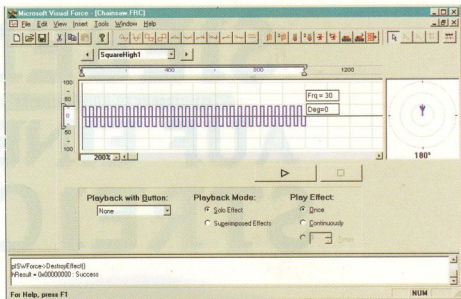 Microsoft Visual Force - [Chainsaw.FRC]
File Edit View Insert Tools Window Help
SquareHigh1
400 800 1200
100
50
0
50
100
Frq = 30
Deg=0
200%
180°
Playback with Button:
None
Playback Mode:
Solo Effect
Superimposed Effects
Play Effect:
Once
Continuously
pISWForce->DestroyEffect()
hResult = 0x00000000 : Success
For Help, press F1
NUM